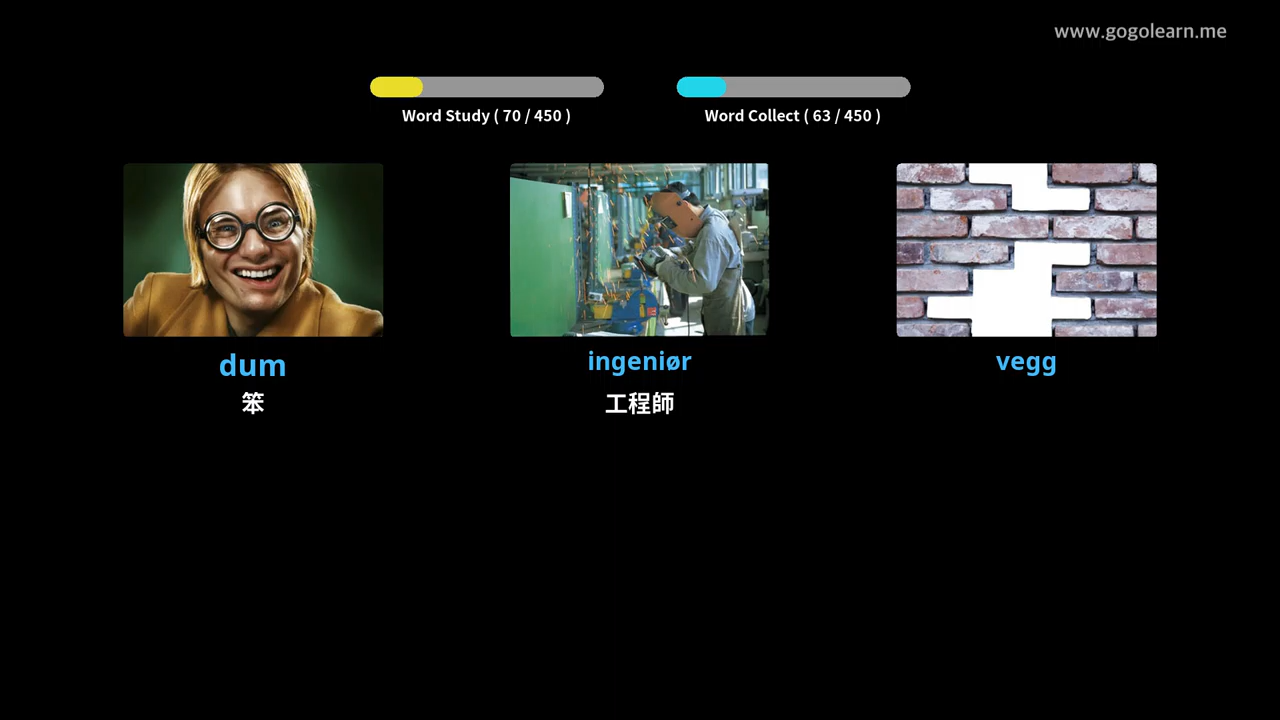 www.gogolearn.me
Word Study ( 70 / 450 )
Word Collect ( 63 / 450 )
dum
笨
ingeniør
工程師
vegg